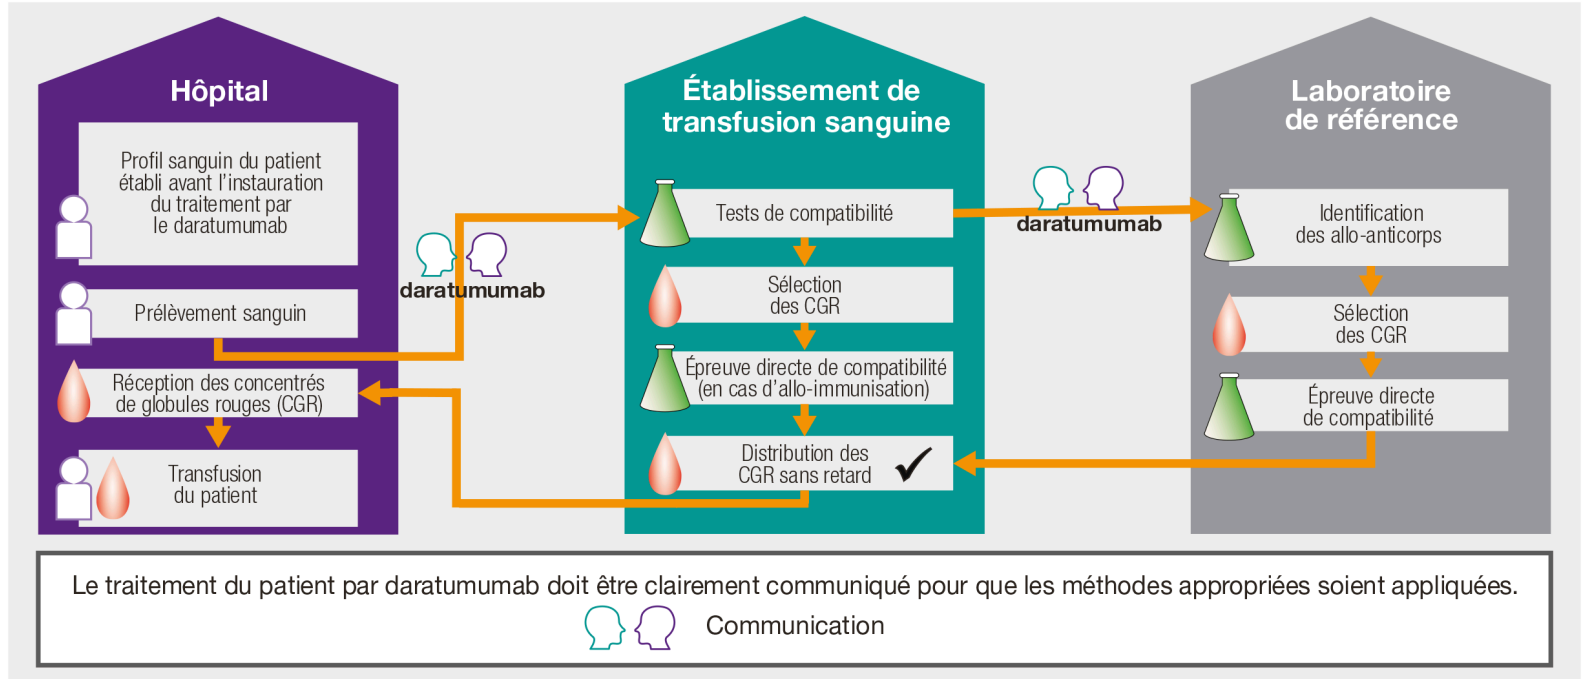 Hôpital
Profil sanguin du patient
établi avant l'instauration
du traitement par
le daratumumab
Prélèvement sanguin
Réception des concentrés
de globules rouges (CGR)
Transfusion
du patient
daratumumab
Établissement de
transfusion sanguine
Tests de compatibilité
Sélection
des CGR
Épreuve directe de compatibilité
(en cas d'allo-immunisation)
Distribution des
CGR sans retard
daratumumab
Laboratoire
de référence
Identification
des allo-anticorps
Sélection
des CGR
Épreuve directe
de compatibilité
Le traitement du patient par daratumumab doit être clairement communiqué pour que les méthodes appropriées soient appliquées.
Communication